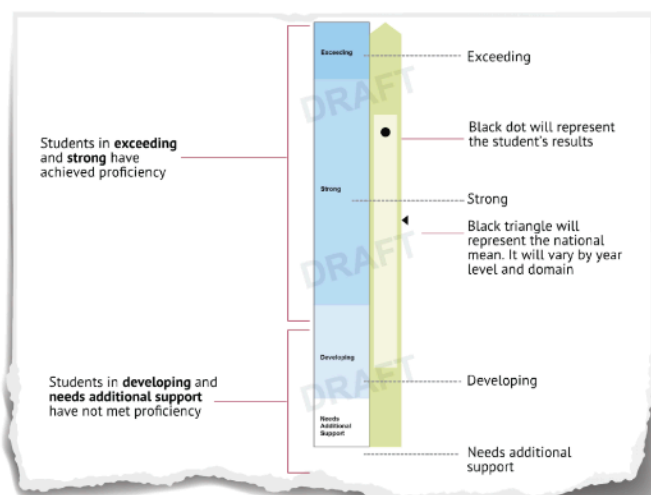 Exceeding
Exceeding
DRAFT
Black dot will represent
the student's results
Students in exceeding
and strong have
achieved proficiency
Strong
Strong
Black triangle will
represent the national
mean. It will vary by year
level and domain
DRAFT
Developing
Students in developing and
needs additional support
have not met proficiency
Developing
DRAFT
Needs
Additional
Support
Needs additional
support